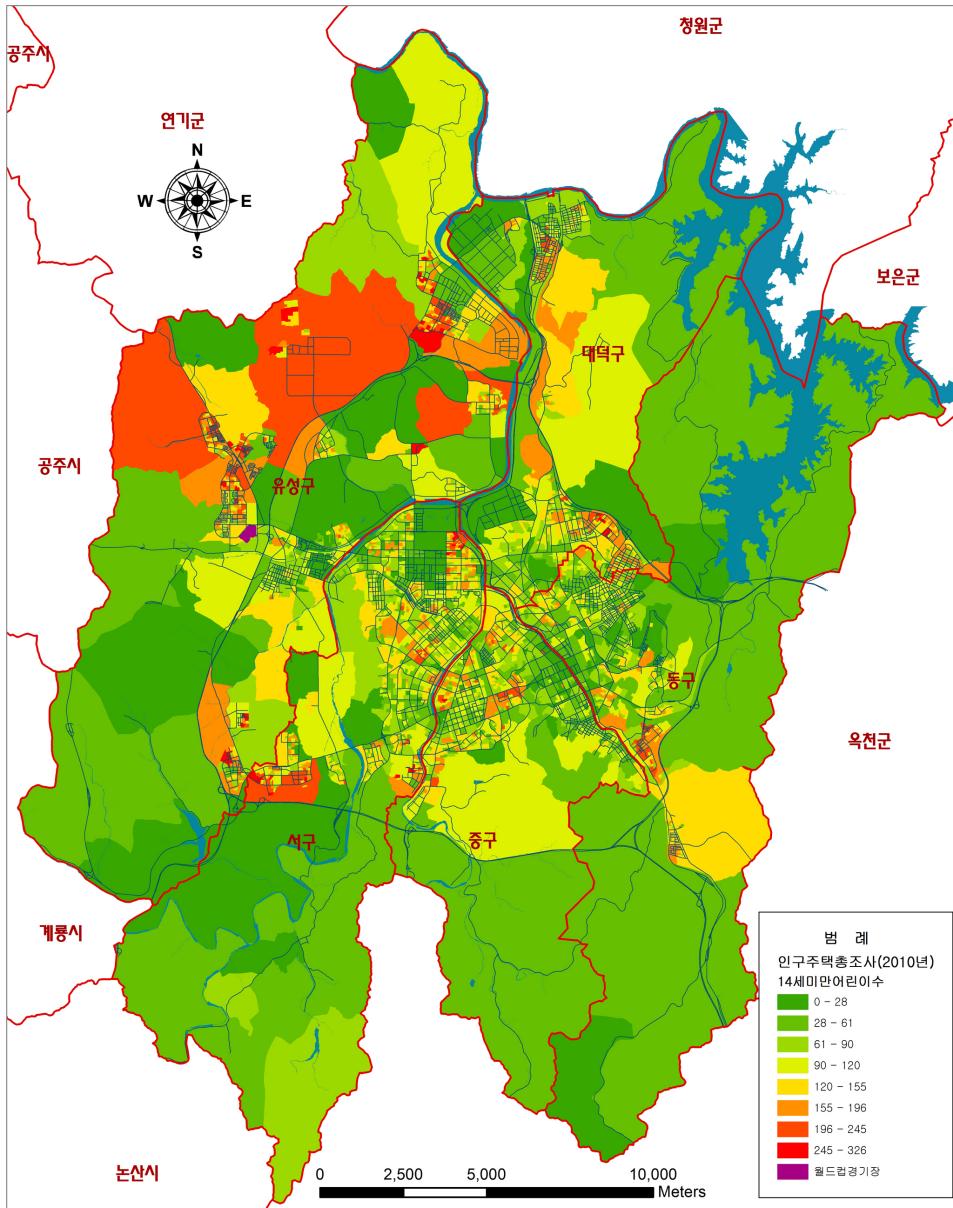 청원군
공주시
연기군
N
W E
S
보은군
대덕구
공주시
유성구
동구
옥천군
서구
중구
계룡시
논산시
범 례
인구주택총조사(2010년)
14세미만어린이수
0 - 28
28 - 61
61 - 90
90 - 120
120 - 155
155 - 196
196 - 245
245 - 326
월드컵경기장
0 2,500 5,000 10,000
Meters